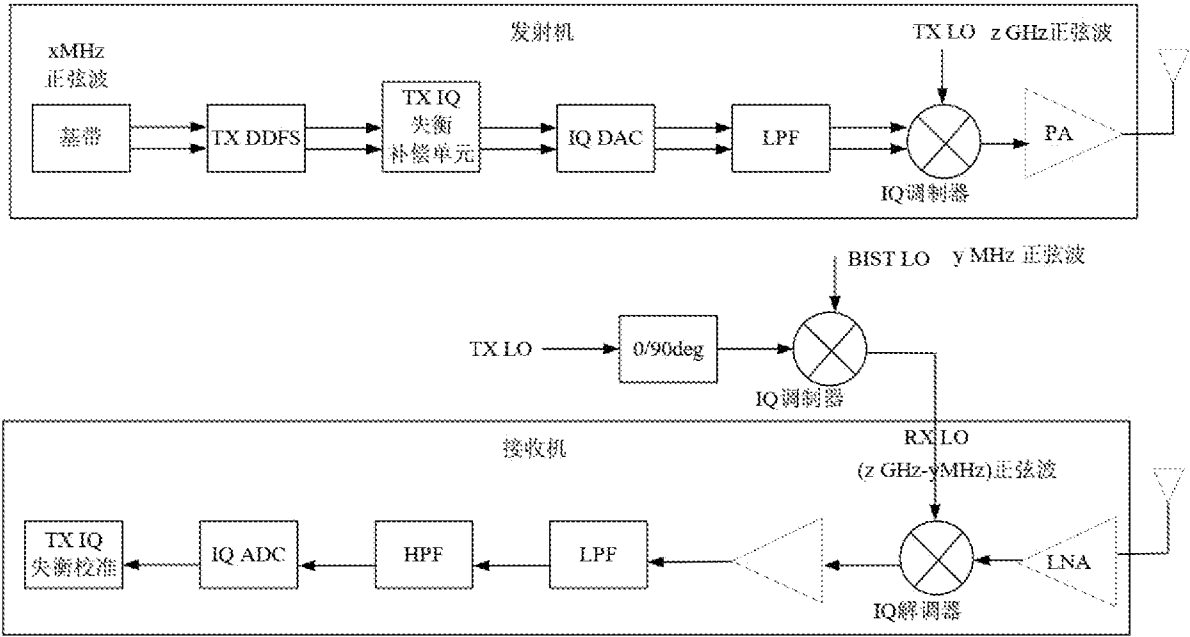 发射机
TX LO z GHz正弦波
xMHz
正弦波
基带
TX DDFS
TX IQ
失衡
补偿单元
IQ DAC
LPF
IQ调制器
PA
BIST LO y MHz 正弦波
TX LO
0/90deg
IQ调制器
接收机
RX LO
(z GHz-yMHz)正弦波
TX IQ
失衡校准
IQ ADC
HPF
LPF
IQ解调器
LNA